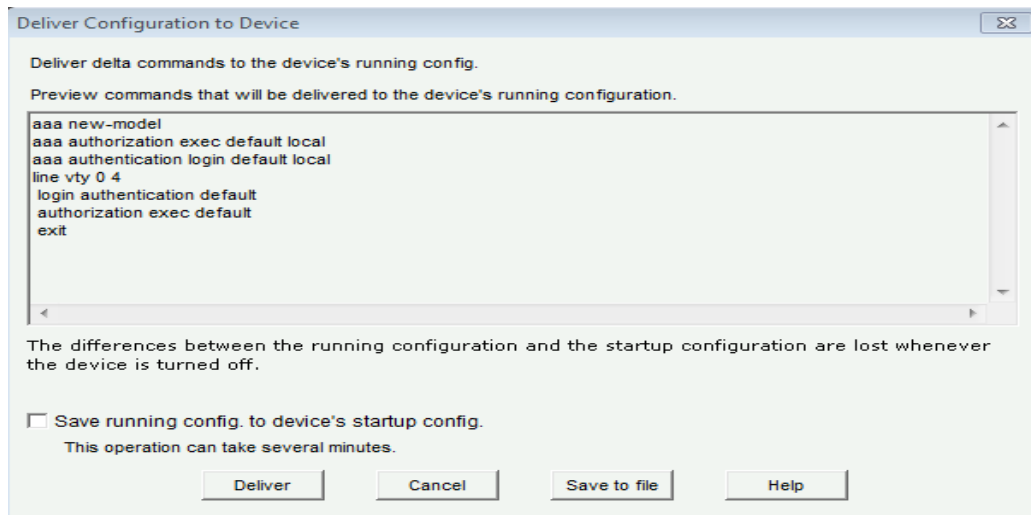 Deliver Configuration to Device
Deliver delta commands to the device's running config.
Preview commands that will be delivered to the device's running configuration.
aaa new-model
aaa authorization exec default local
aaa authentication login default local
line vty 0 4
login authentication default
authorization exec default
exit
The differences between the running configuration and the startup configuration are lost whenever
the device is turned off.
Save running config. to device's startup config.
This operation can take several minutes.
Deliver Cancel Save to file Help